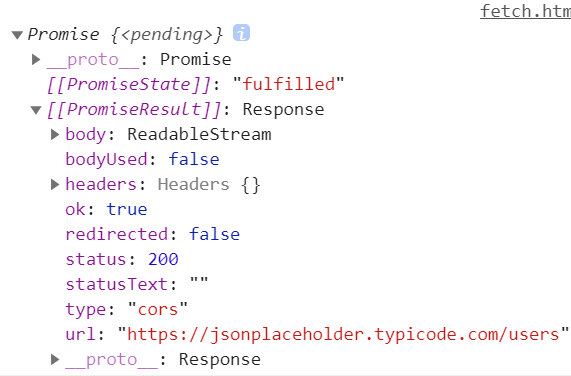 fetch.htm
Promise {<pending>} i
__proto__: Promise
[[PromiseState]]: "fulfilled"
[[PromiseResult]]: Response
body: ReadableStream
bodyUsed: false
headers: Headers {}
ok: true
redirected: false
status: 200
statusText: ""
type: "cors"
url: "https://jsonplaceholder.typicode.com/users"
__proto__: Response